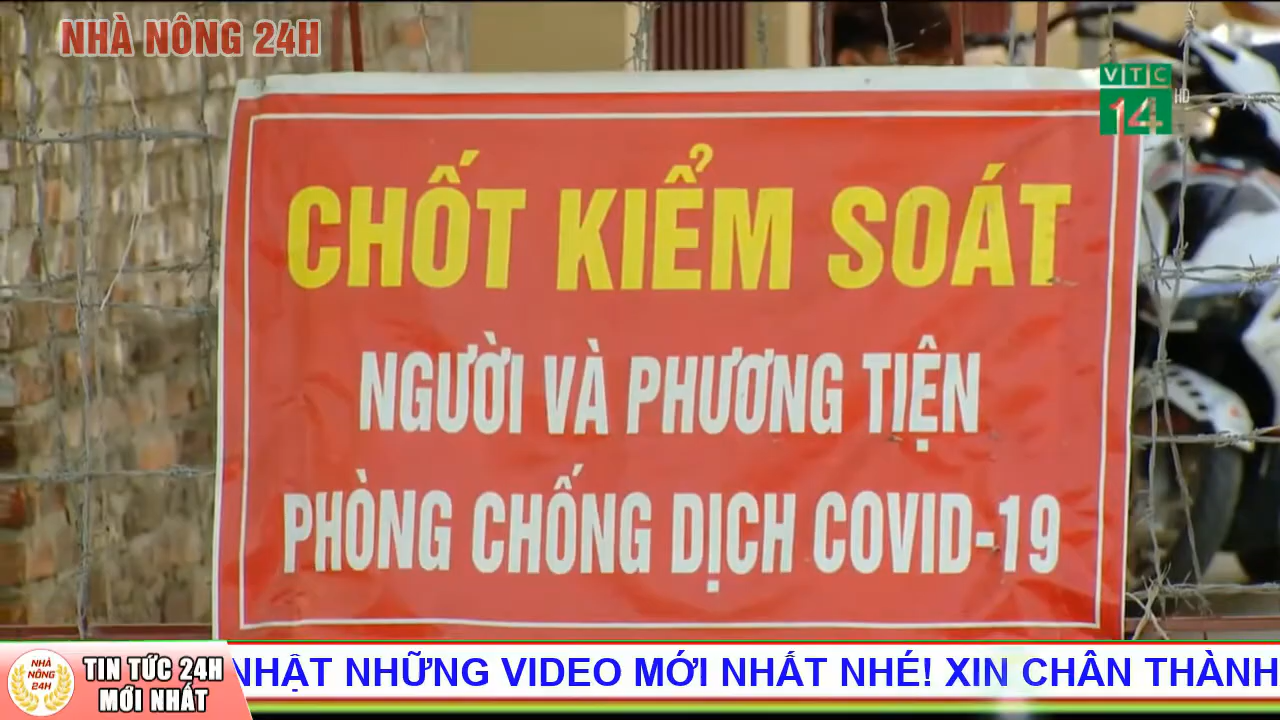 NHÀ NÔNG 24H
VTC
14
HD
CHỐT KIỂM SOÁT
NGƯỜI VÀ PHƯƠNG TIỆN
PHÒNG CHỐNG DỊCH COVID-19
NHÀ
NÔNG
24H
TIN TỨC 24H
MỚI NHẤT
NHẬT NHỮNG VIDEO MỚI NHẤT NHÉ! XIN CHÂN THÀNH